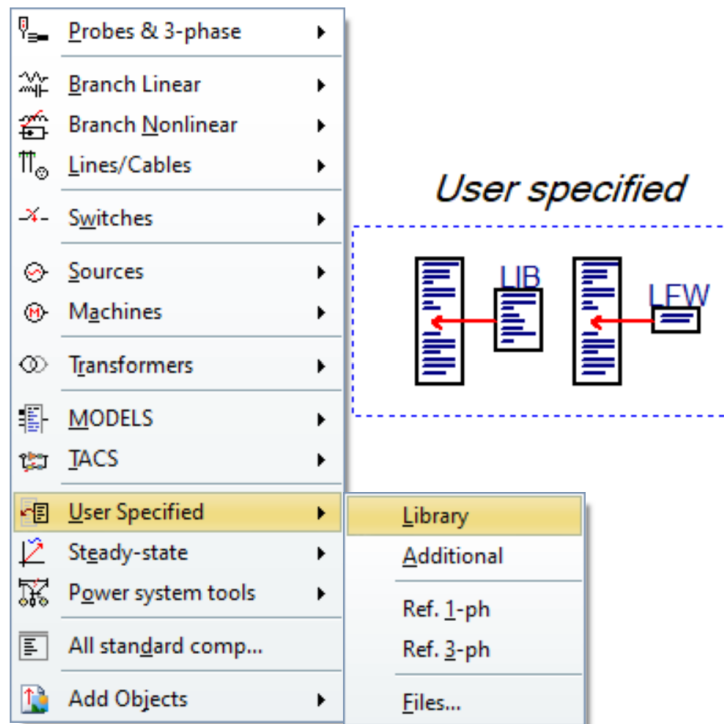 Probes & 3-phase
Branch Linear
Branch Nonlinear
Lines/Cables
Switches
Sources
Machines
Transformers
MODELS
TACS
User Specified
Steady-state
Power system tools
All standard comp...
Add Objects
Library
Additional
Ref. 1-ph
Ref. 3-ph
Files...
User specified
LIB
LFW